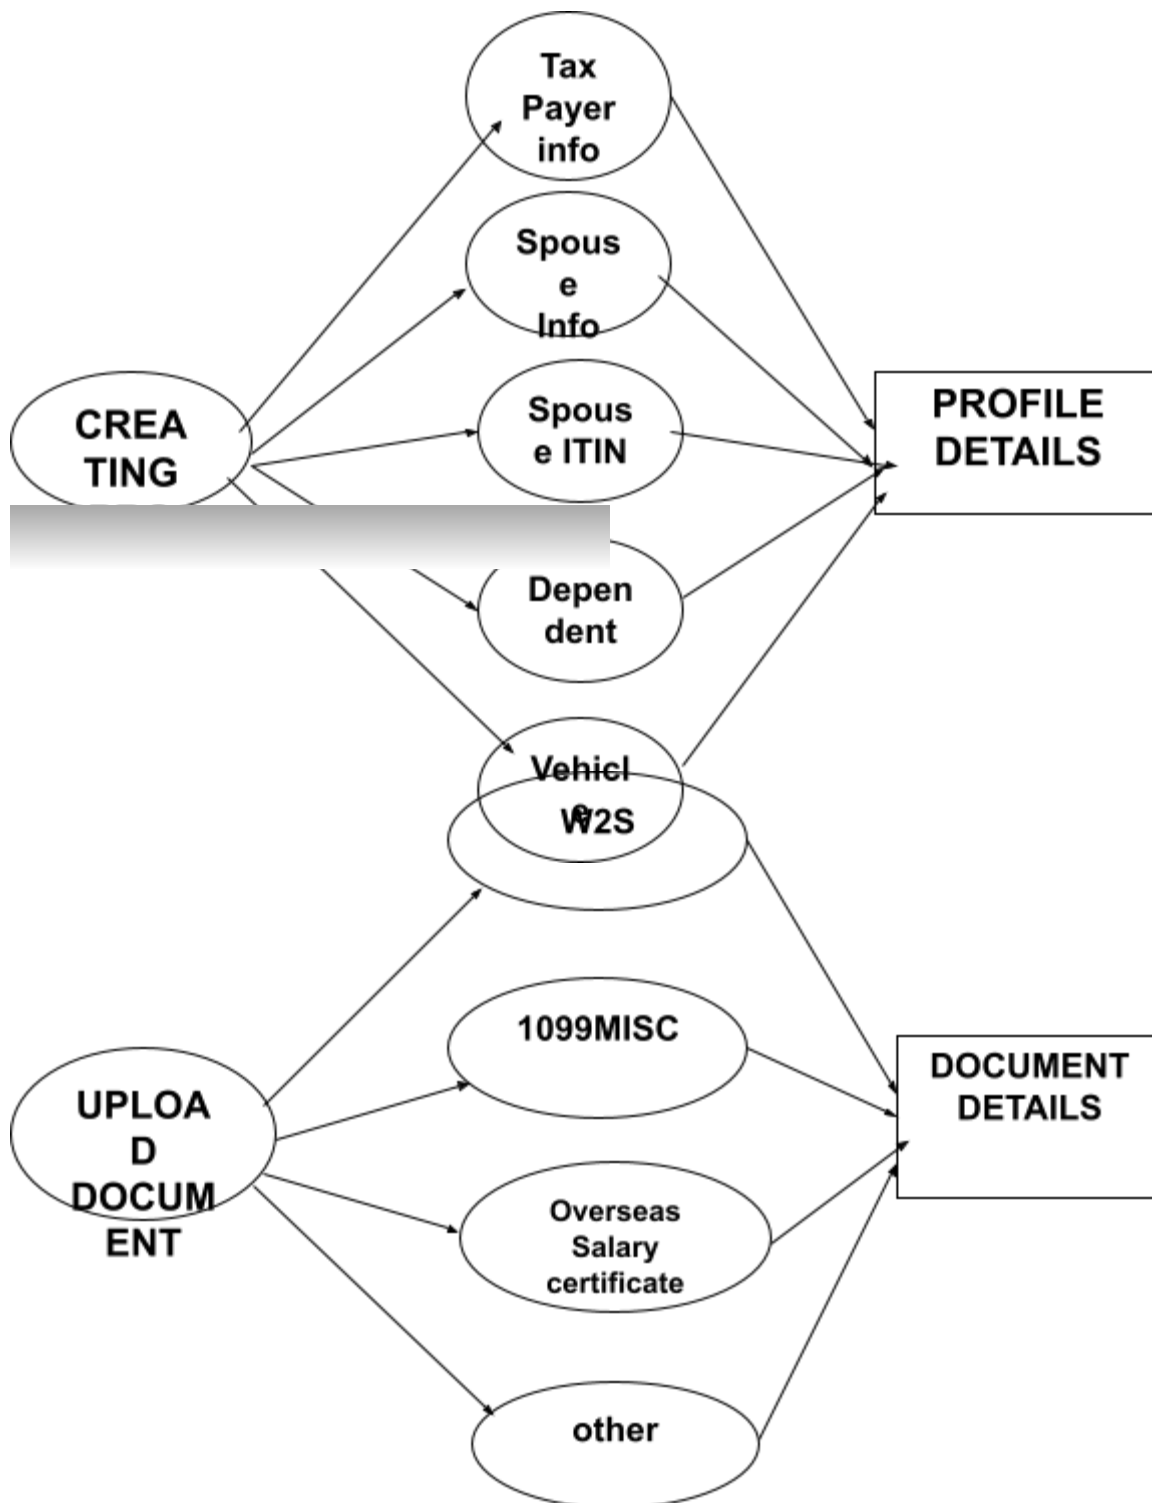 Tax
Payer
info
Spous
e
Info
CREA
TING
Spous
e ITIN
PROFILE
DETAILS
Depen
dent
Vehicl
e
W2S
1099MISC
UPLOA
D
DOCUM
ENT
DOCUMENT
DETAILS
Overseas
Salary
certificate
other